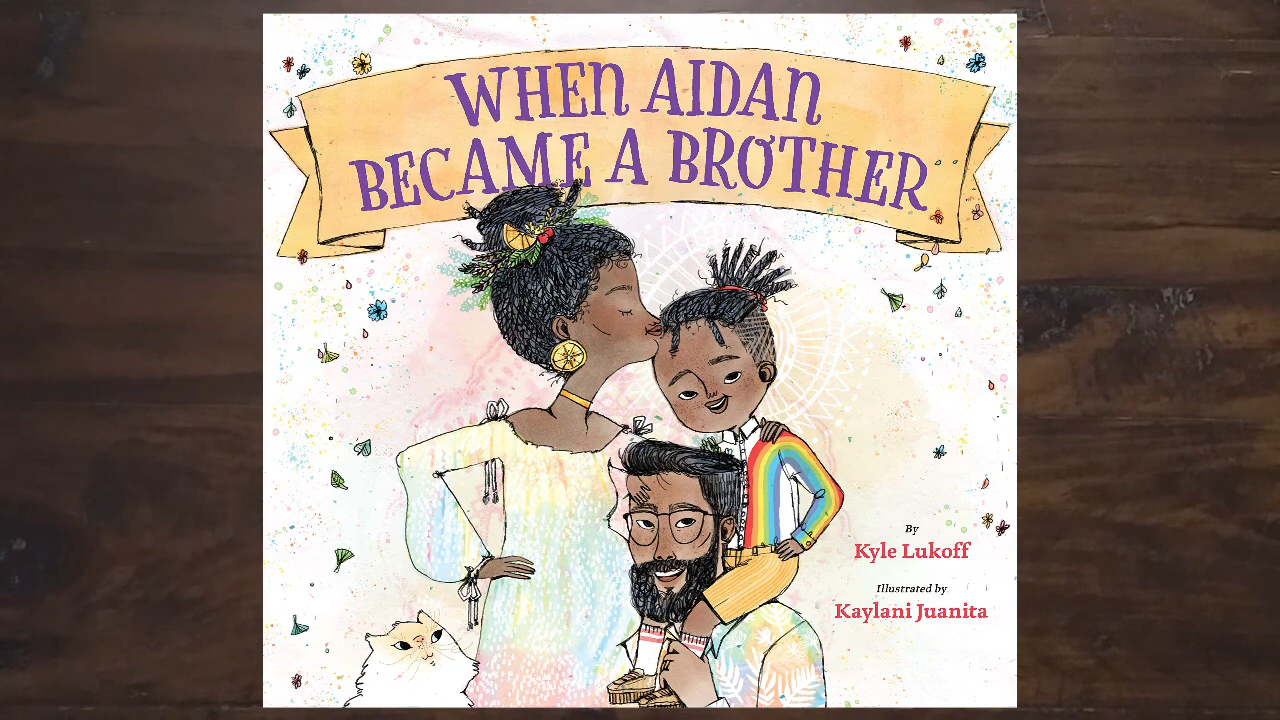 WHEN AIDAN
BECAME A BROTHER
By
Kyle Lukoff
Illustrated by
Kaylani Juanita